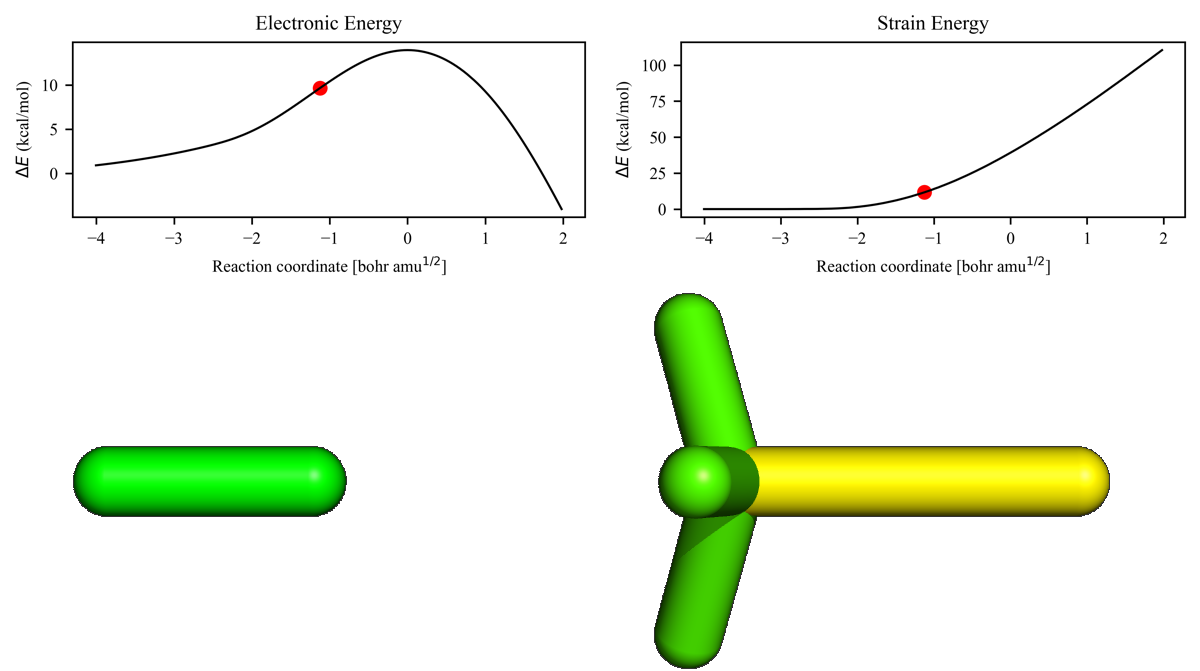 Electronic Energy
ΔE (kcal/mol)
10
5
0
−4 −3 −2 −1 0 1 2
Reaction coordinate [bohr amu^1/2]
Strain Energy
ΔE (kcal/mol)
100
75
50
25
0
−4 −3 −2 −1 0 1 2
Reaction coordinate [bohr amu^1/2]